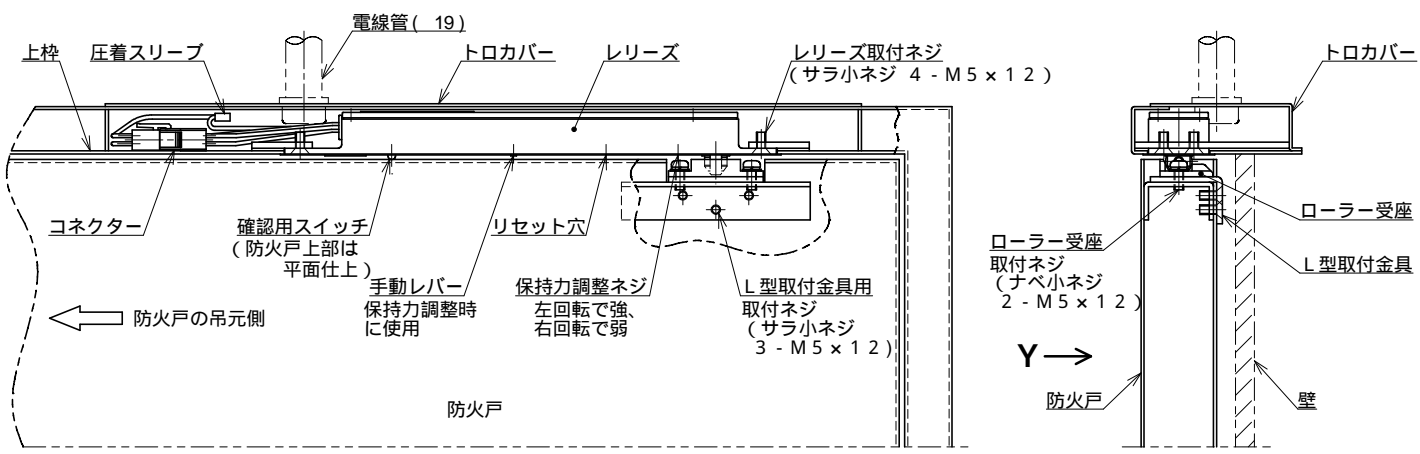 電線管( 19)
上枠
圧着スリーブ
トロカバー
レリーズ
レリーズ取付ネジ
(サラ小ネジ 4-M5×12)
コネクター
確認用スイッチ
(防火戸上部は
平面仕上)
手動レバー
保持力調整時
に使用
リセット穴
保持力調整ネジ
左回転で強、
右回転で弱
L型取付金具用
取付ネジ
(サラ小ネジ
3-M5×12)
防火戸の吊元側
防火戸
トロカバー
ローラー受座
ローラー受座
取付ネジ
(ナベ小ネジ
2-M5×12)
L型取付金具
Y
防火戸
壁